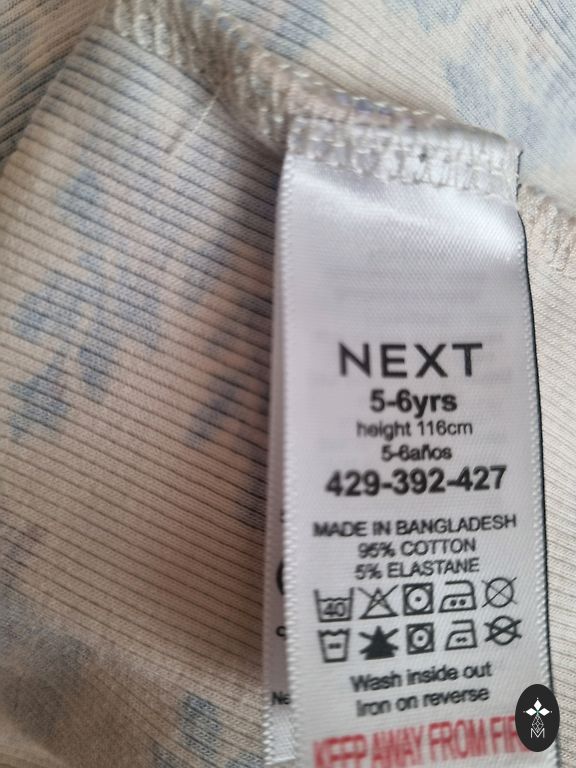 NEXT
5-6yrs
height 116cm
5-6años
429-392-427
MADE IN BANGLADESH
95% COTTON
5% ELASTANE
40
Wash inside out
Iron on reverse
KEEP AWAY FROM